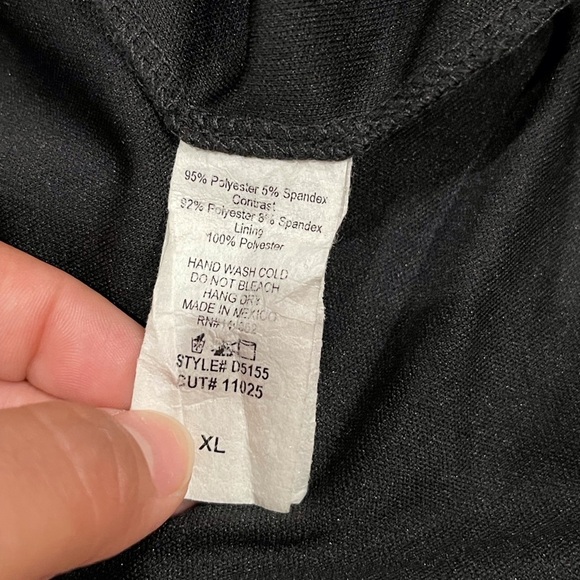 95% Polyester 5% Spandex
Contrast
92% Polyester 8% Spandex
Lining
100% Polyester
HAND WASH COLD
DO NOT BLEACH
HANG DRY
MADE IN MEXICO
STYLE# D5155
CUT# 11025
XL